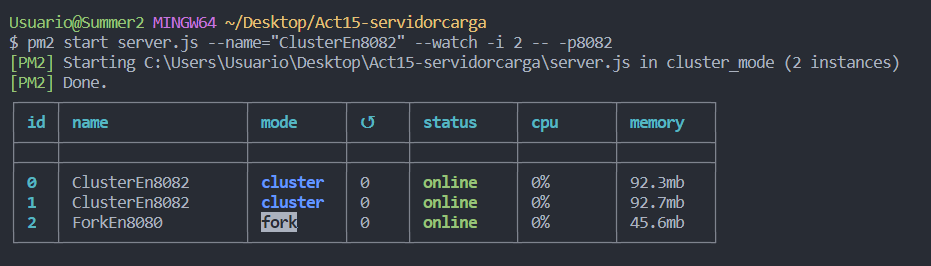 Usuario@Summer2 MINGW64 ~/Desktop/Act15-servidorcarga
$ pm2 start server.js --name="ClusterEn8082" --watch -i 2 -- -p8082
[PM2] Starting C:\Users\Usuario\Desktop\Act15-servidorcarga\server.js in cluster_mode (2 instances)
[PM2] Done.
id name mode ↺ status cpu memory
0 ClusterEn8082 cluster 0 online 0% 92.3mb
1 ClusterEn8082 cluster 0 online 0% 92.7mb
2 ForkEn8080 fork 0 online 0% 45.6mb